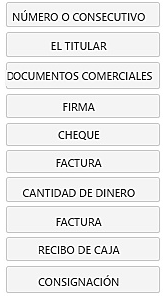 NÚMERO O CONSECUTIVO
EL TITULAR
DOCUMENTOS COMERCIALES
FIRMA
CHEQUE
FACTURA
CANTIDAD DE DINERO
FACTURA
RECIBO DE CAJA
CONSIGNACIÓN